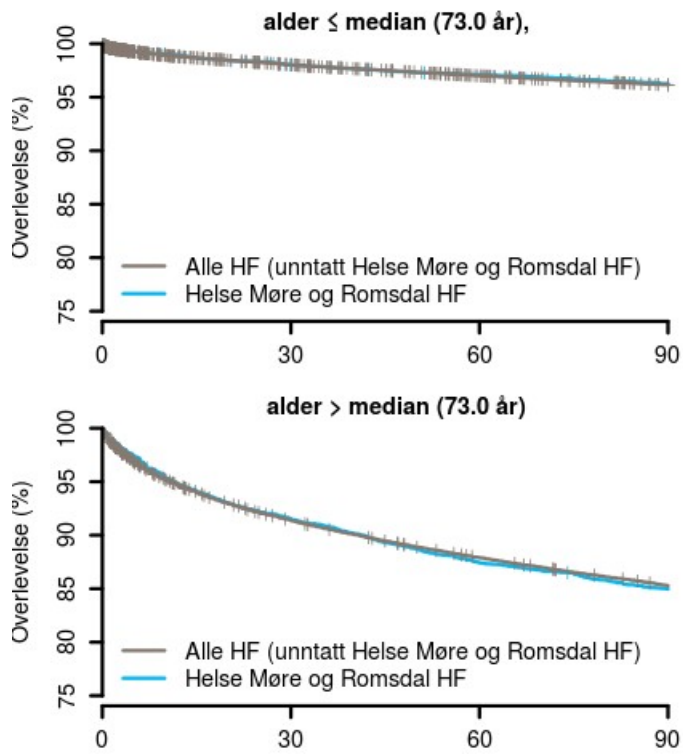 alder ≤ median (73.0 år),
Overlevelse (%)
100
95
90
85
80
75
Alle HF (unntatt Helse Møre og Romsdal HF)
Helse Møre og Romsdal HF
0 30 60 90
alder > median (73.0 år)
Overlevelse (%)
100
95
90
85
80
75
Alle HF (unntatt Helse Møre og Romsdal HF)
Helse Møre og Romsdal HF
0 30 60 90